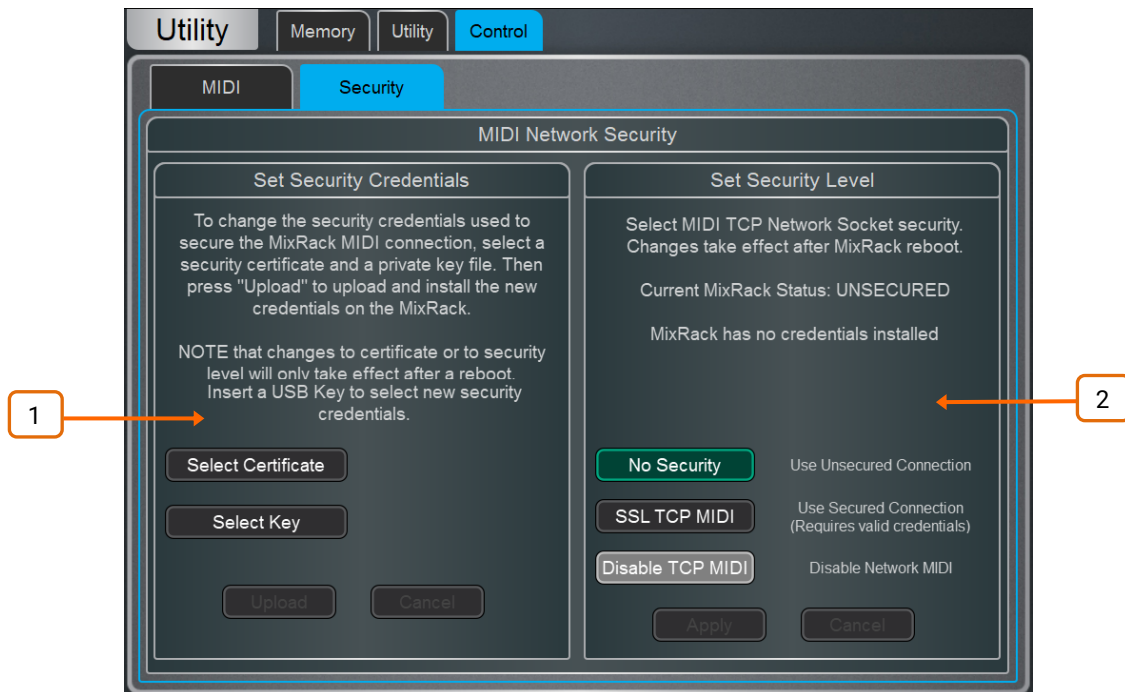 Utility
Memory
Utility
Control
MIDI
Security
MIDI Network Security
Set Security Credentials
To change the security credentials used to
secure the MixRack MIDI connection, select a
security certificate and a private key file. Then
press "Upload" to upload and install the new
credentials on the MixRack.
NOTE that changes to certificate or to security
level will only take effect after a reboot.
Insert a USB Key to select new security
credentials.
1
Select Certificate
Select Key
Upload
Cancel
Set Security Level
Select MIDI TCP Network Socket security.
Changes take effect after MixRack reboot.
Current MixRack Status: UNSECURED
MixRack has no credentials installed
2
No Security
Use Unsecured Connection
SSL TCP MIDI
Use Secured Connection
(Requires valid credentials)
Disable TCP MIDI
Disable Network MIDI
Apply
Cancel